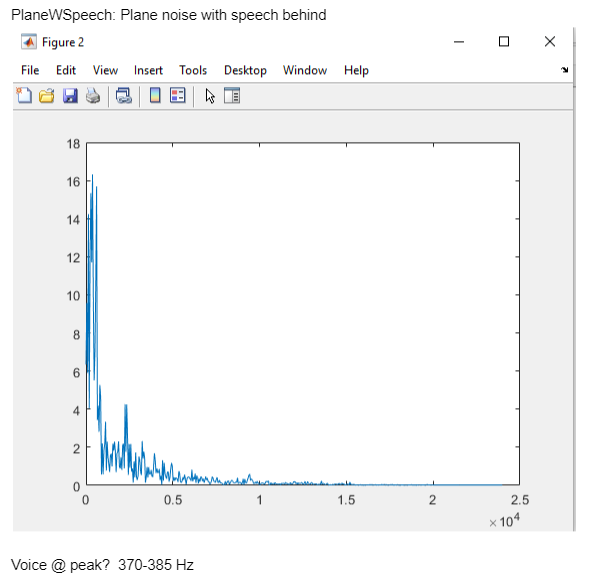 PlaneWSpeech: Plane noise with speech behind
Figure 2
File Edit View Insert Tools Desktop Window Help
18
16
14
12
10
8
6
4
2
0
0 0.5 1 1.5 2 2.5
×10⁴
Voice @ peak? 370-385 Hz